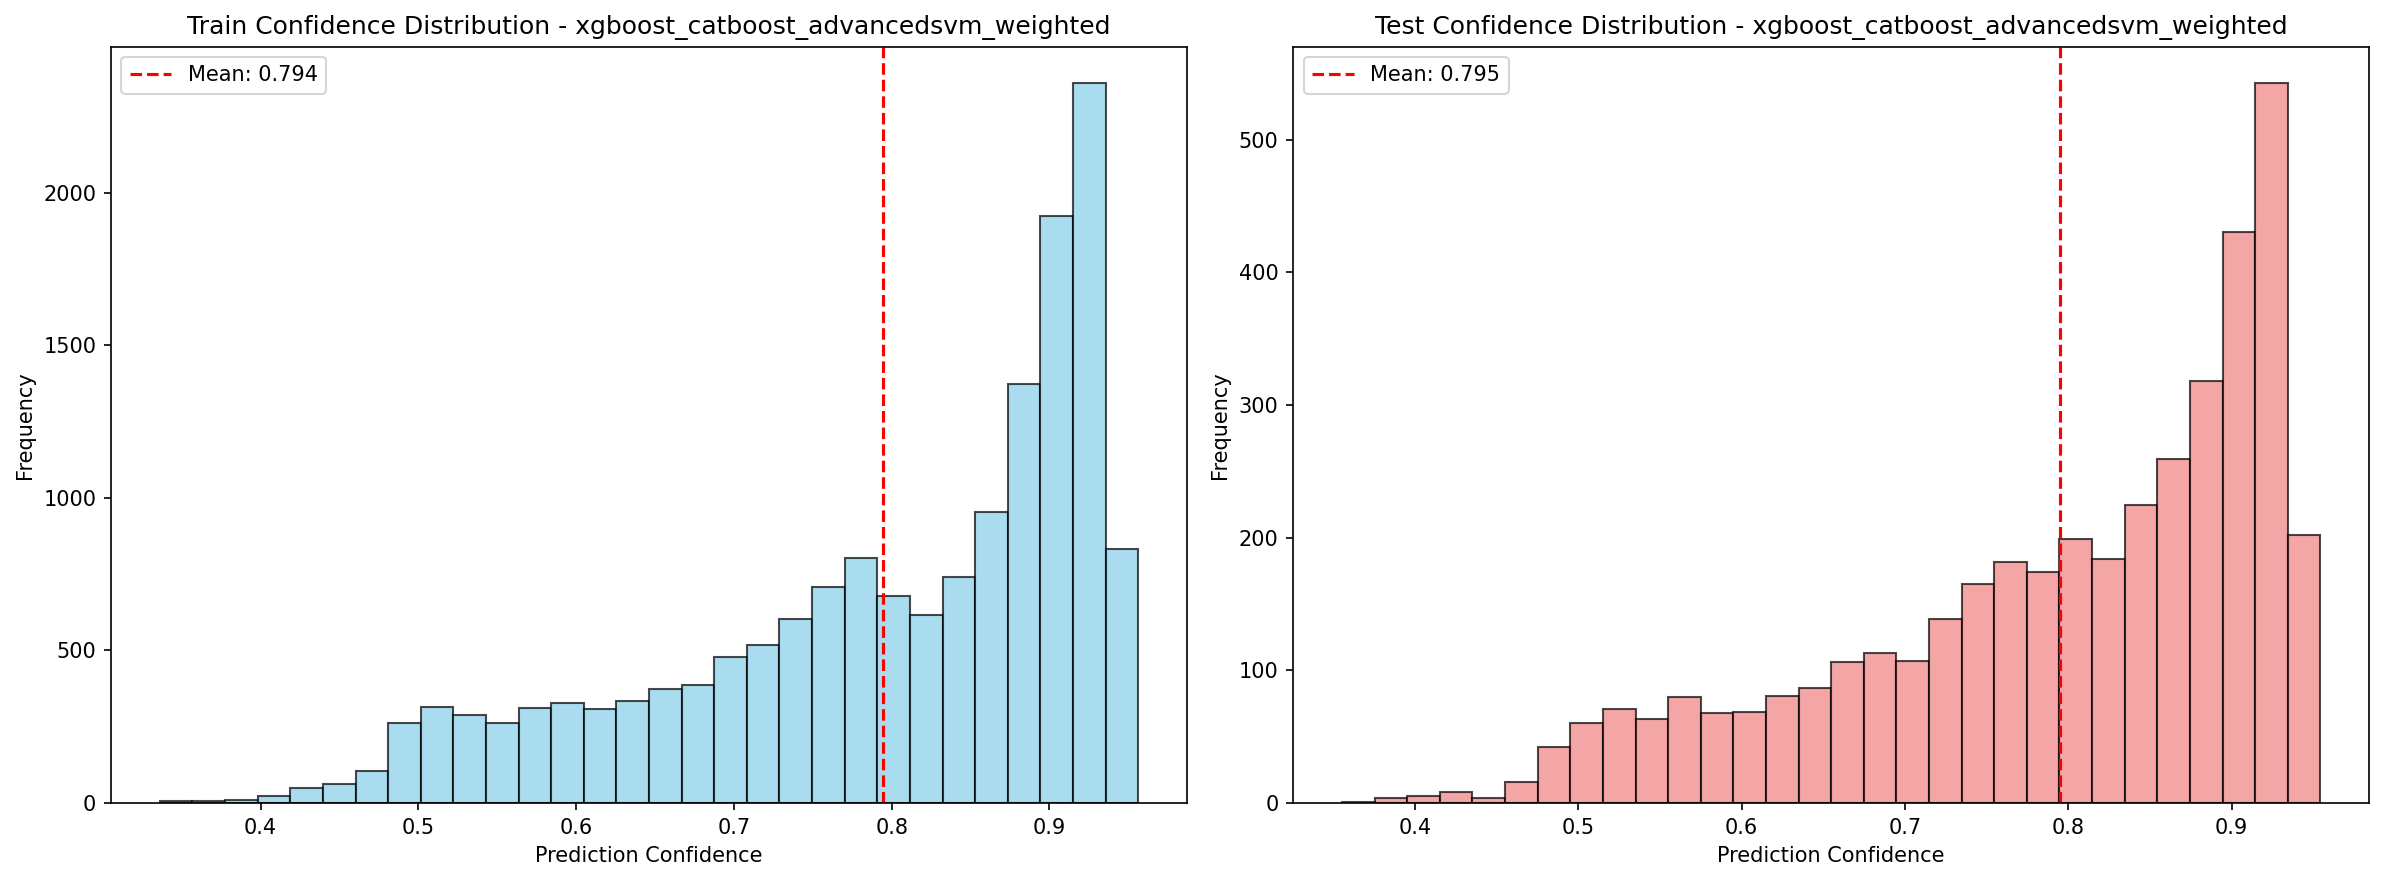 Train Confidence Distribution - xgboost_catboost_advancedsvm_weighted
Mean: 0.794
Frequency
2000
1500
1000
500
0
0.4 0.5 0.6 0.7 0.8 0.9
Prediction Confidence
Test Confidence Distribution - xgboost_catboost_advancedsvm_weighted
Mean: 0.795
Frequency
500
400
300
200
100
0
0.4 0.5 0.6 0.7 0.8 0.9
Prediction Confidence